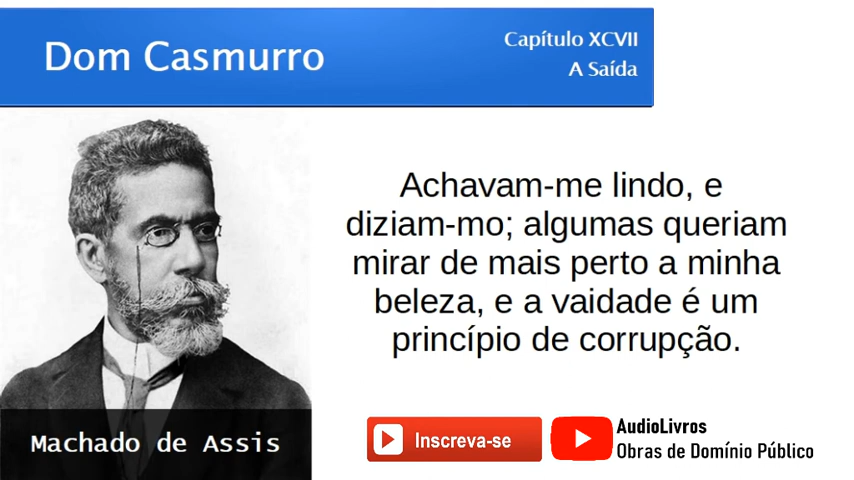 Dom Casmurro
Capítulo XCVII
A Saída
Achavam-me lindo, e
diziam-mo; algumas queriam
mirar de mais perto a minha
beleza, e a vaidade é um
princípio de corrupção.
Machado de Assis
Inscreva-se
AudioLivros
Obras de Domínio Público